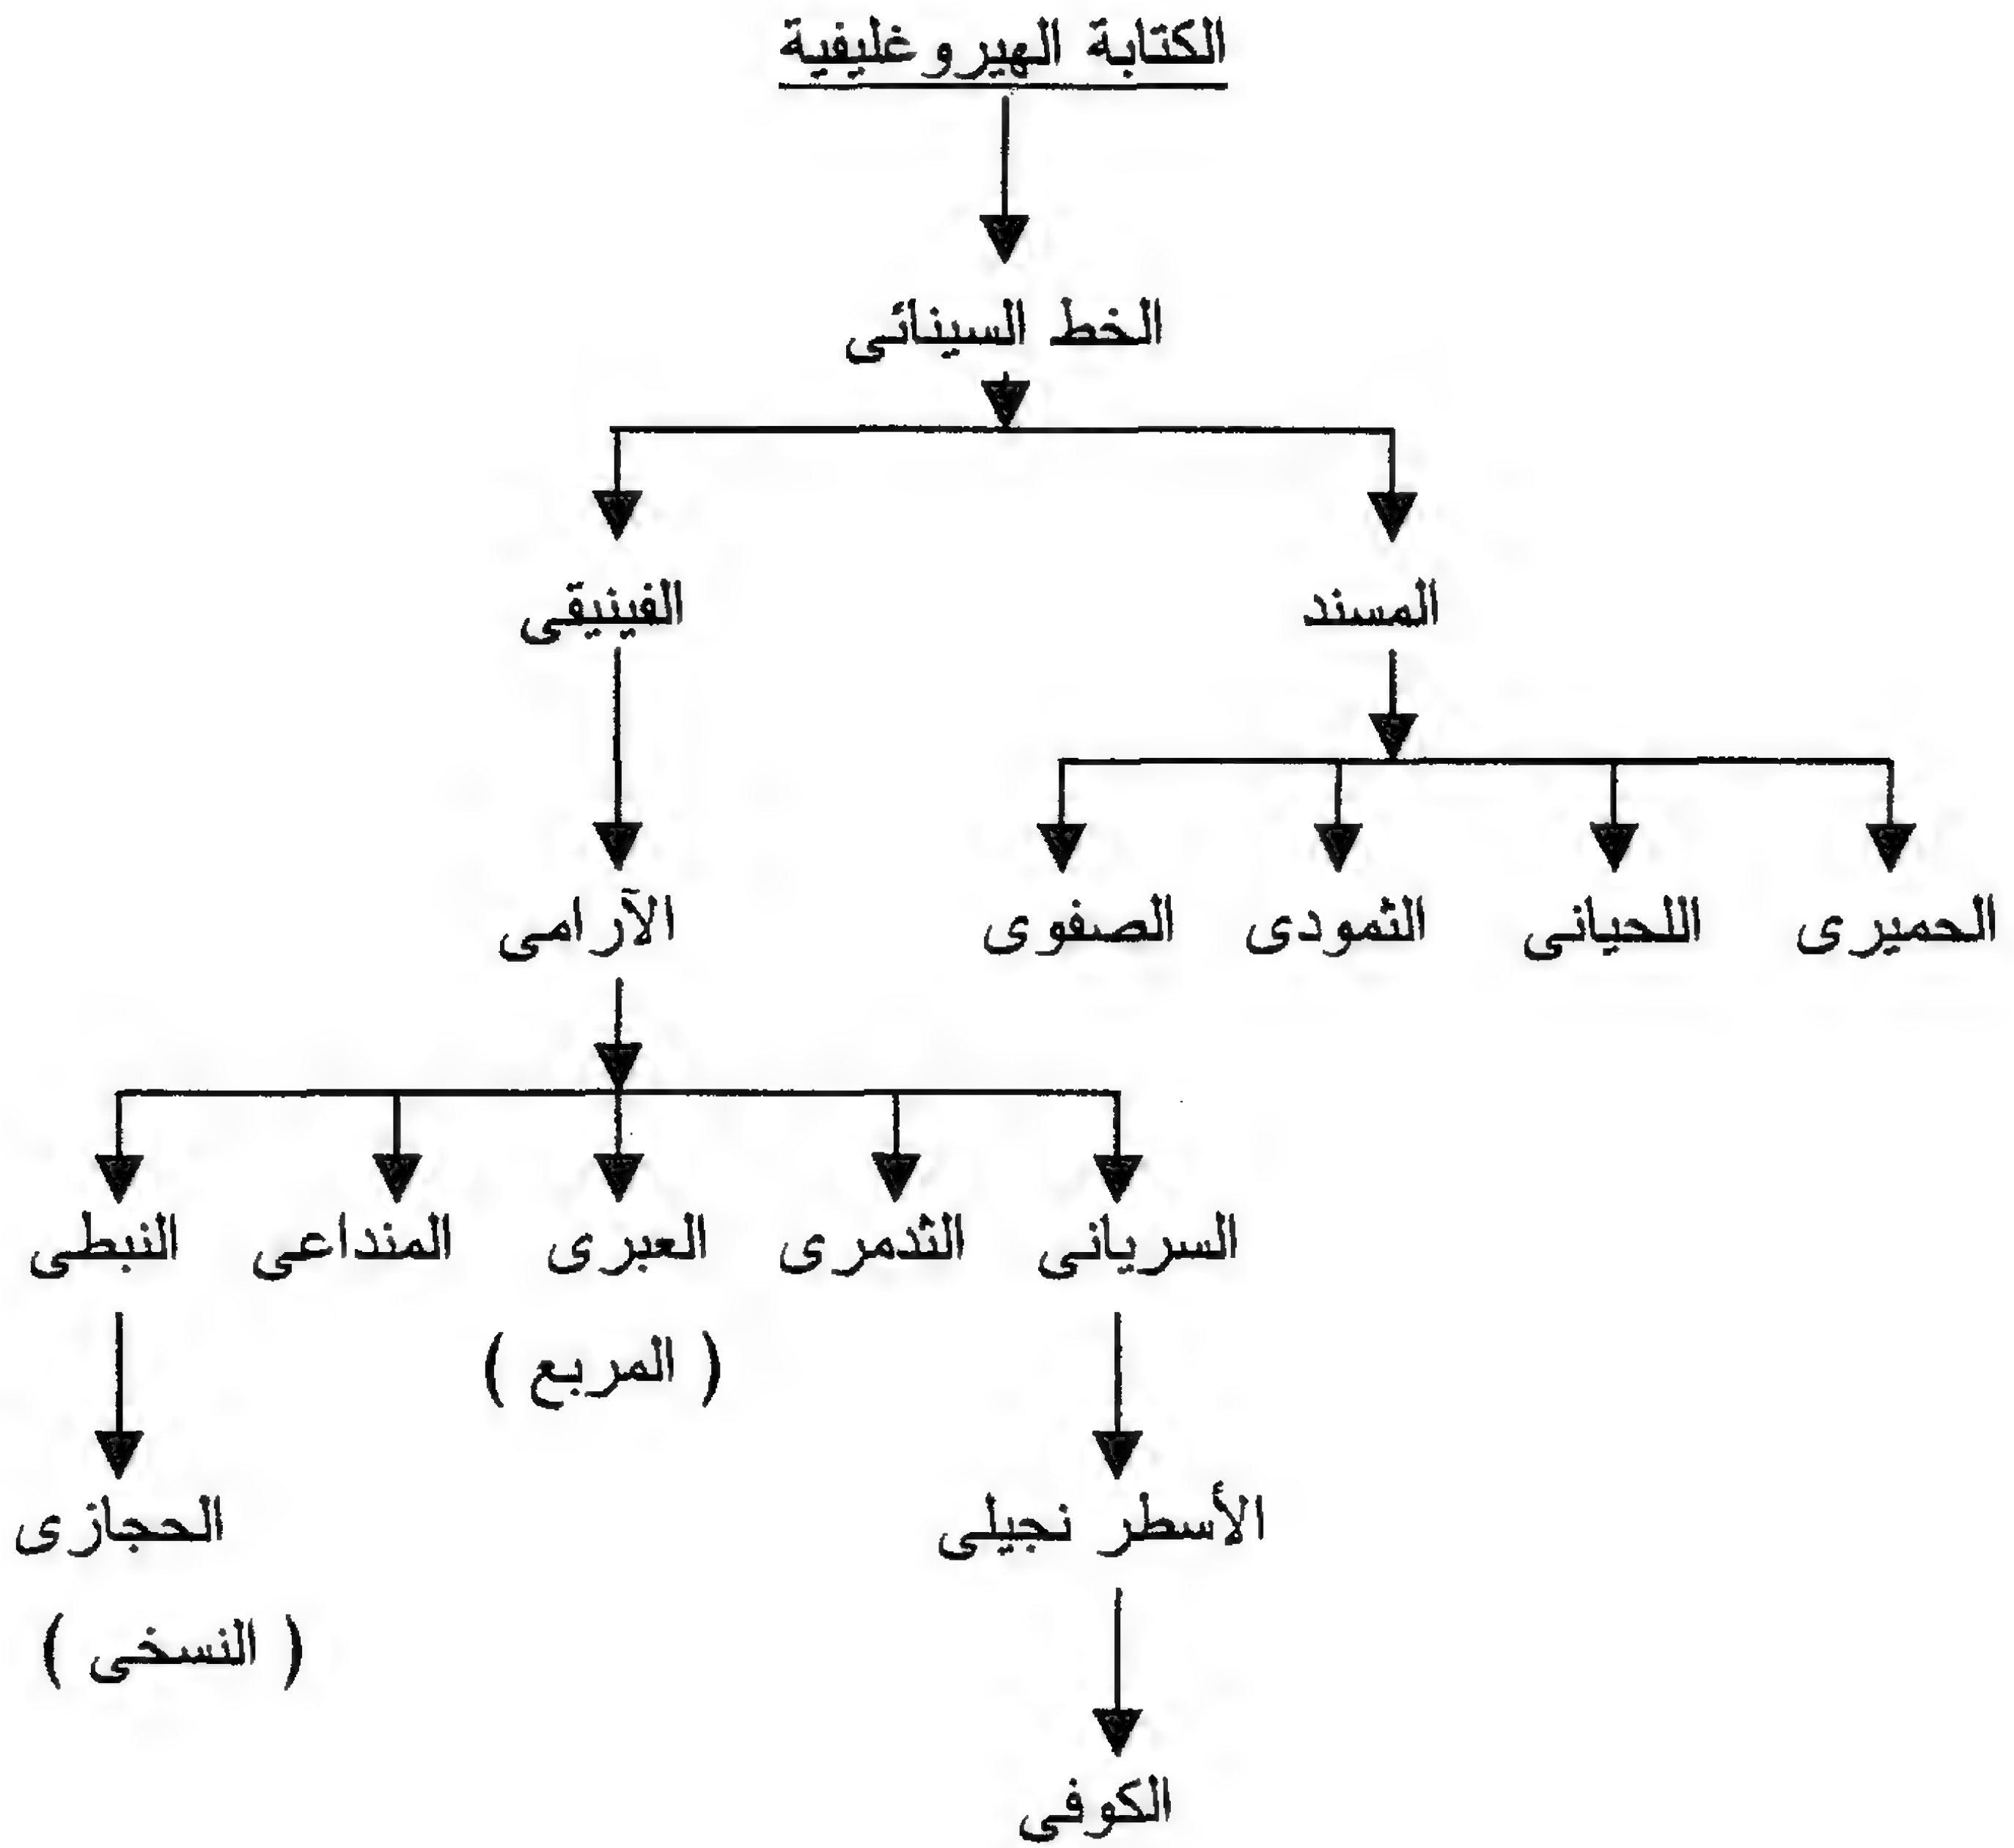 الكتابة الهيروغليفية
الخط السينائى
المسند
الفينيقى
الحميرى
اللحيانى
الثمودى
الصفوى
الآرامى
السريانى
الثدمرى
العبرى
المنداعى
النبطى
( المربع )
الأسطر نجيلى
الحجازى
( النسخى )
الكوفى